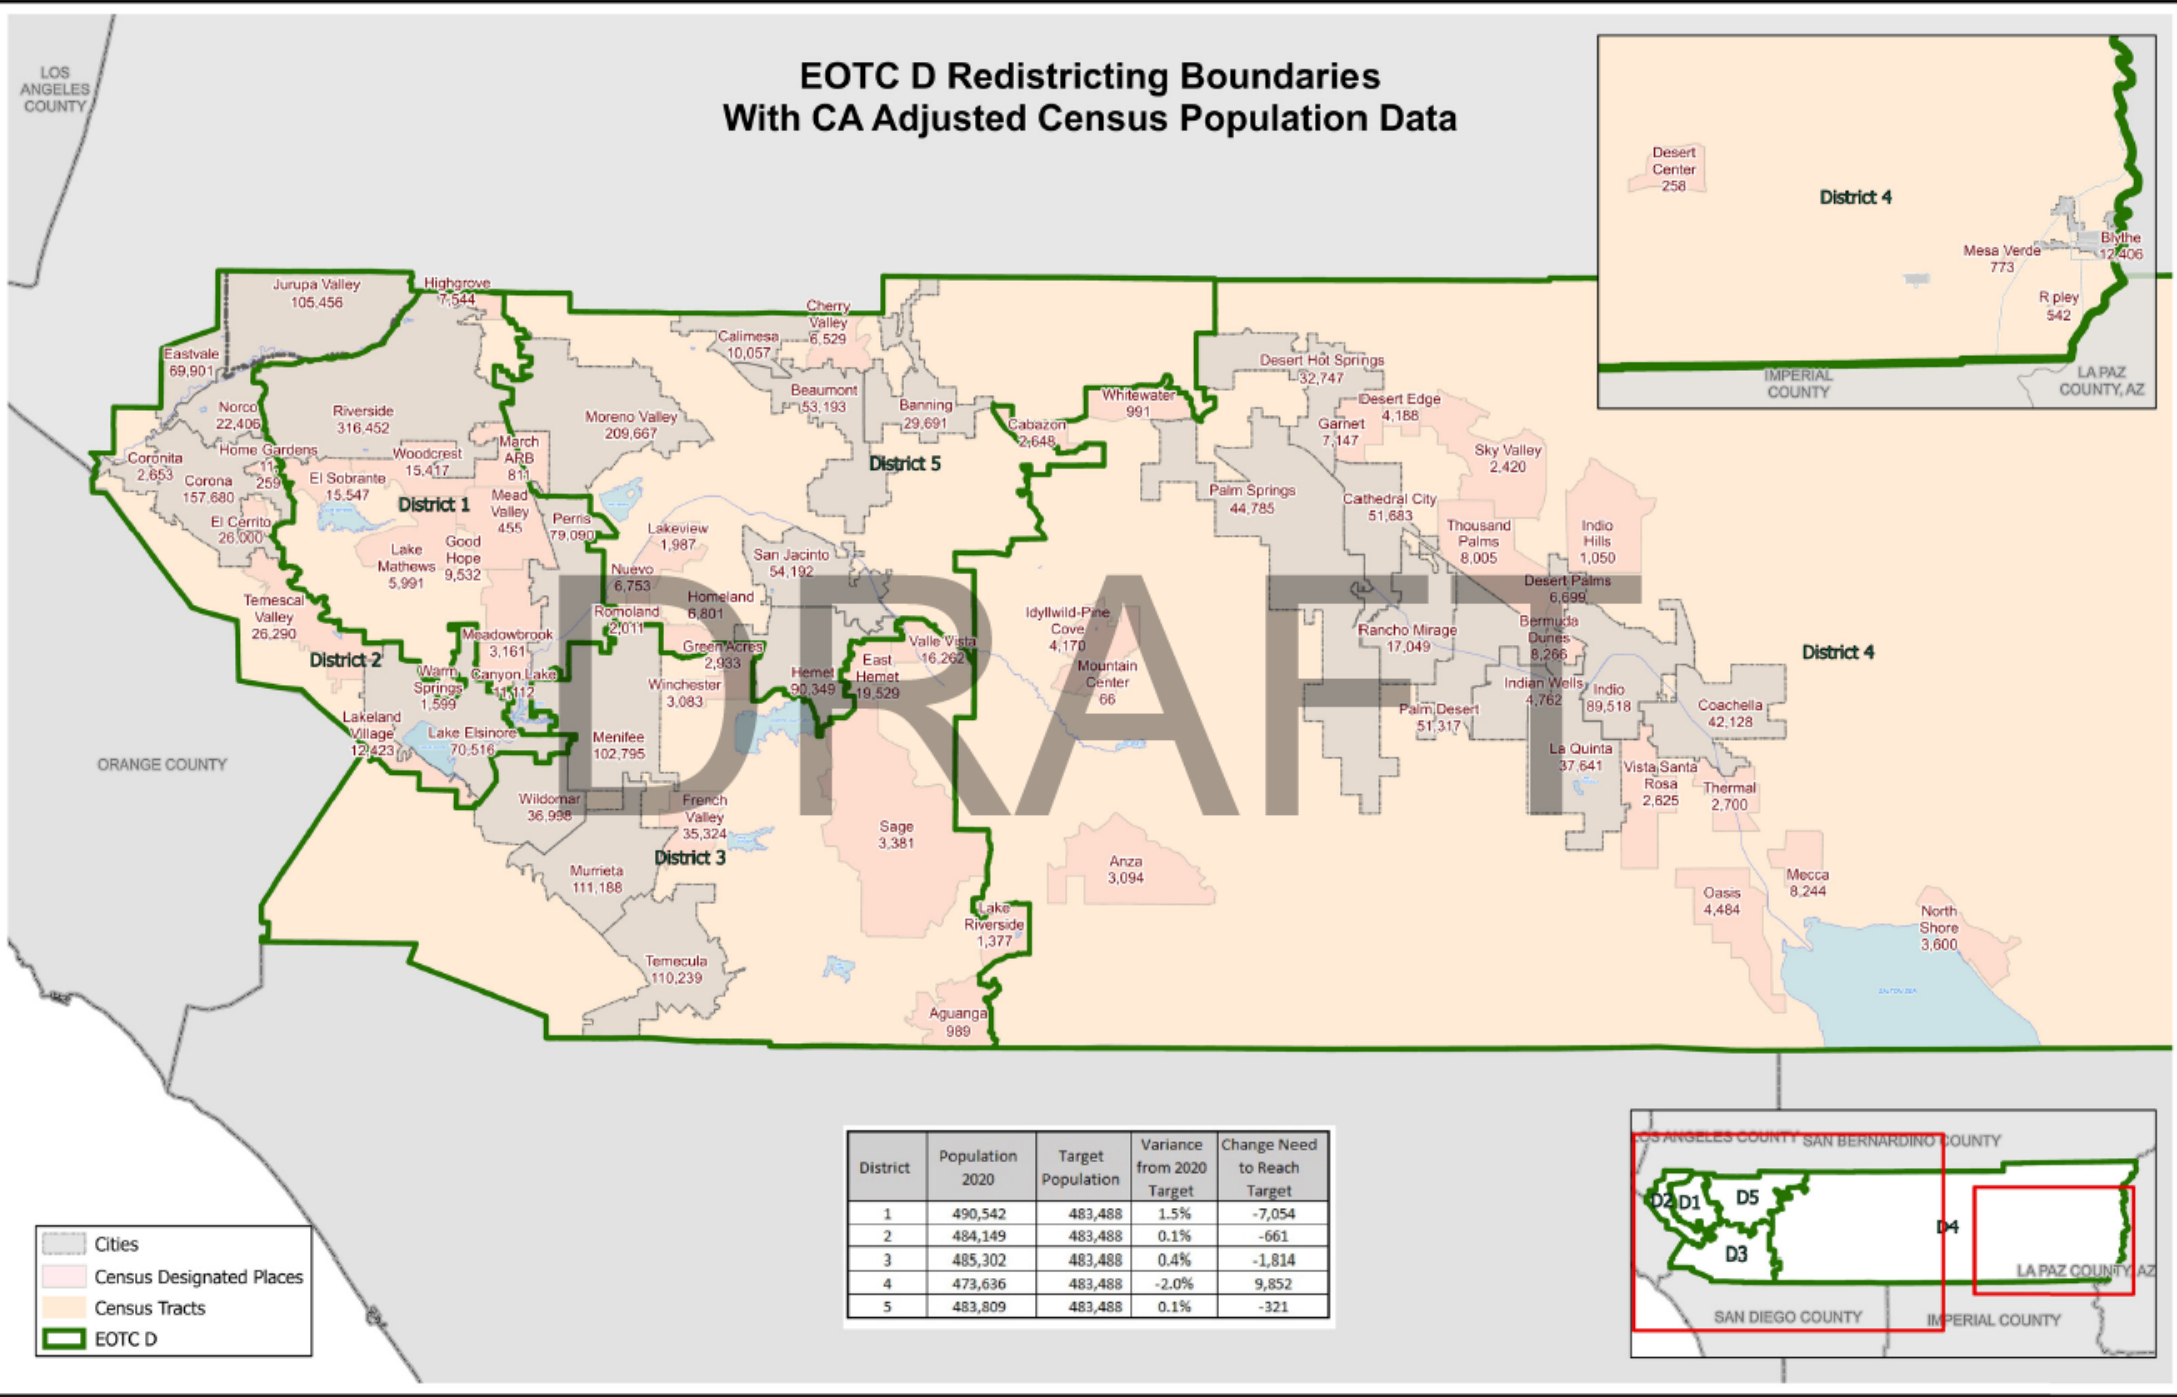 EOTC D Redistricting Boundaries
With CA Adjusted Census Population Data
LOS
ANGELES
COUNTY
Desert
Center
258
District 4
Mesa Verde
773
Blythe
12,406
R pley
542
IMPERIAL
COUNTY
LA PAZ
COUNTY, AZ
Jurupa Valley
105,456
Highgrove
7,544
Eastvale
69,901
Norco
22,406
Riverside
316,452
Home Gardens
11,
259
Coronita
2,653
Corona
157,680
El Cerrito
26,000
El Sobrante
15,547
Woodcrest
15,417
March
ARB
811
District 1
Mead
Valley
455
Lake
Mathews
5,991
Good
Hope
9,532
Perris
79,090
Temescal
Valley
26,290
District 2
Meadowbrook
3,161
Warm
Springs
1,599
Canyon Lake
11,112
Lakeland
Village
12,423
Lake Elsinore
70,516
ORANGE COUNTY
Moreno Valley
209,667
Calimesa
10,057
Cherry
Valley
6,529
Beaumont
53,193
Banning
29,691
District 5
Cabazon
2,648
Whitewater
991
Lakeview
1,987
Nuevo
6,753
San Jacinto
54,192
Homeland
6,801
Romoland
2,011
Green Acres
2,933
Winchester
3,083
Hemet
90,349
East
Hemet
19,529
Valle Vista
16,262
Menifee
102,795
Wildomar
36,998
French
Valley
35,324
District 3
Murrieta
111,188
Temecula
110,239
Sage
3,381
Lake
Riverside
1,377
Aguanga
989
Idyllwild-Pine
Cove
4,170
Mountain
Center
66
Anza
3,094
Desert Hot Springs
32,747
Desert Edge
4,188
Garnet
7,147
Sky Valley
2,420
Palm Springs
44,785
Cathedral City
51,683
Thousand
Palms
8,005
Indio
Hills
1,050
Desert Palms
6,699
Bermuda
Dunes
8,266
Rancho Mirage
17,049
Indian Wells
4,762
Palm Desert
51,317
Indio
89,518
Coachella
42,128
La Quinta
37,641
Vista Santa
Rosa
2,625
Thermal
2,700
Mecca
8,244
Oasis
4,484
North
Shore
3,600
SALTON SEA
District 4
DRAFT
District
Population
2020
Target
Population
Variance
from 2020
Target
Change Need
to Reach
Target
1 490,542 483,488 1.5% -7,054
2 484,149 483,488 0.1% -661
3 485,302 483,488 0.4% -1,814
4 473,636 483,488 -2.0% 9,852
5 483,809 483,488 0.1% -321
Cities
Census Designated Places
Census Tracts
EOTC D
LOS ANGELES COUNTY
SAN BERNARDINO COUNTY
D2
D1
D5
D4
D3
LA PAZ COUNTY, AZ
SAN DIEGO COUNTY
IMPERIAL COUNTY